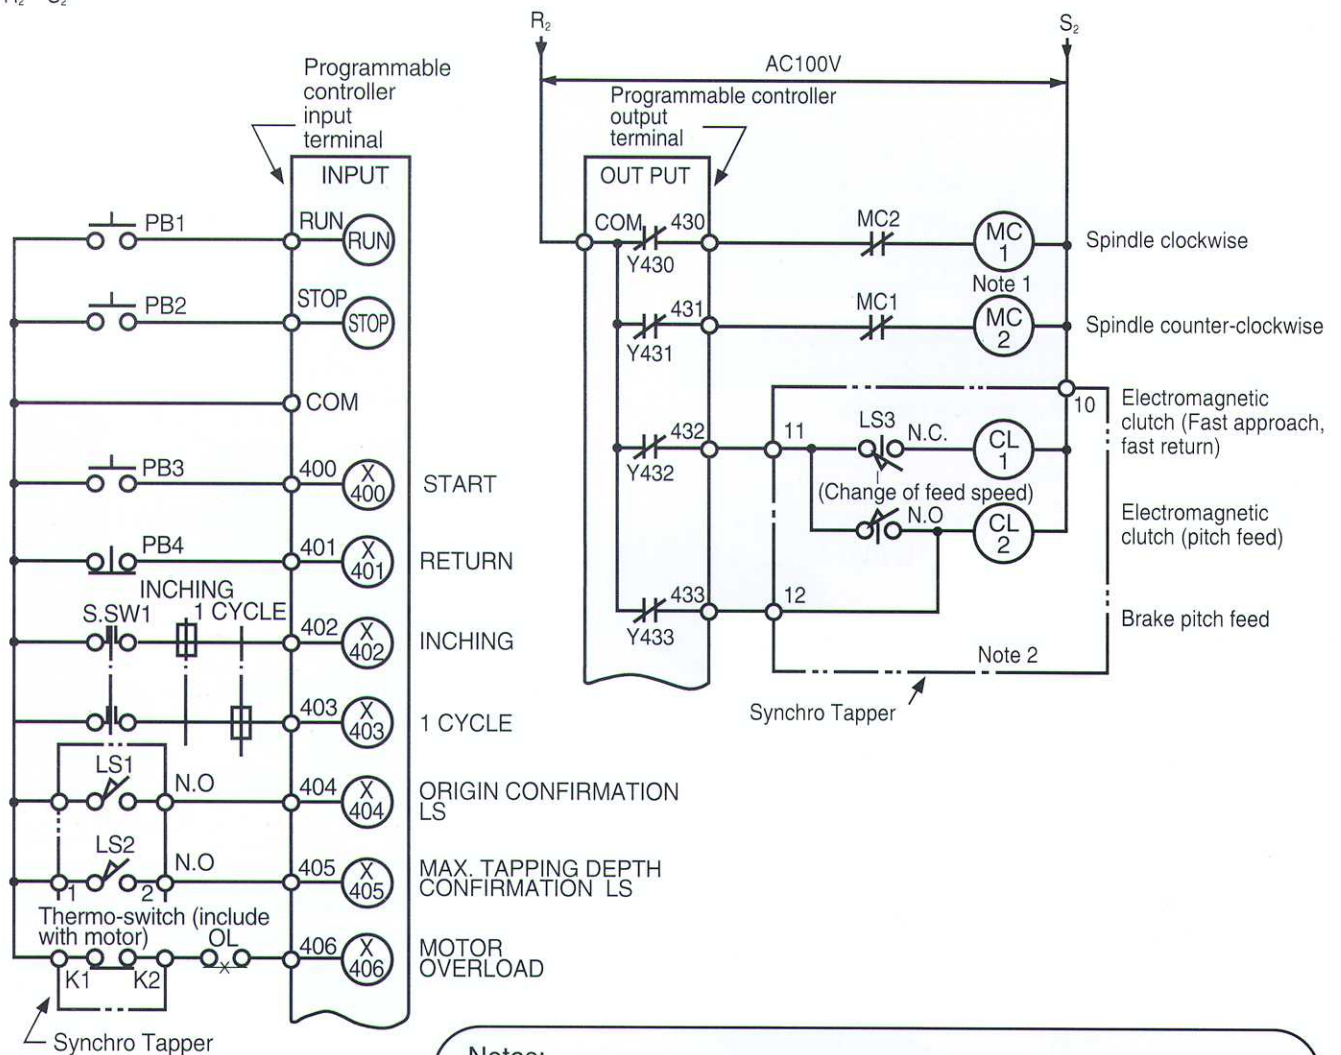 R₂ S₂
Programmable
controller
input
terminal
INPUT
PB1
RUN
RUN
PB2
STOP
STOP
COM
PB3
400
X
400
START
PB4
401
X
401
RETURN
INCHING
S.SW1
1 CYCLE
402
X
402
INCHING
403
X
403
1 CYCLE
LS1
N.O
404
X
404
ORIGIN CONFIRMATION
LS
LS2
N.O
1
2
405
X
405
MAX. TAPPING DEPTH
CONFIRMATION LS
Thermo-switch (include
with motor)
OL
K1
K2
406
X
406
MOTOR
OVERLOAD
Synchro Tapper
R₂
S₂
AC100V
Programmable controller
output
terminal
OUT PUT
COM
430
Y430
MC2
MC
1
Spindle clockwise
Note 1
431
Y431
MC1
MC
2
Spindle counter-clockwise
10
432
Y432
11
LS3
N.C.
CL
1
Electromagnetic
clutch (Fast approach,
fast return)
(Change of feed speed)
N.O
CL
2
Electromagnetic
clutch (pitch feed)
433
Y433
12
Brake pitch feed
Note 2
Synchro Tapper
Notes: